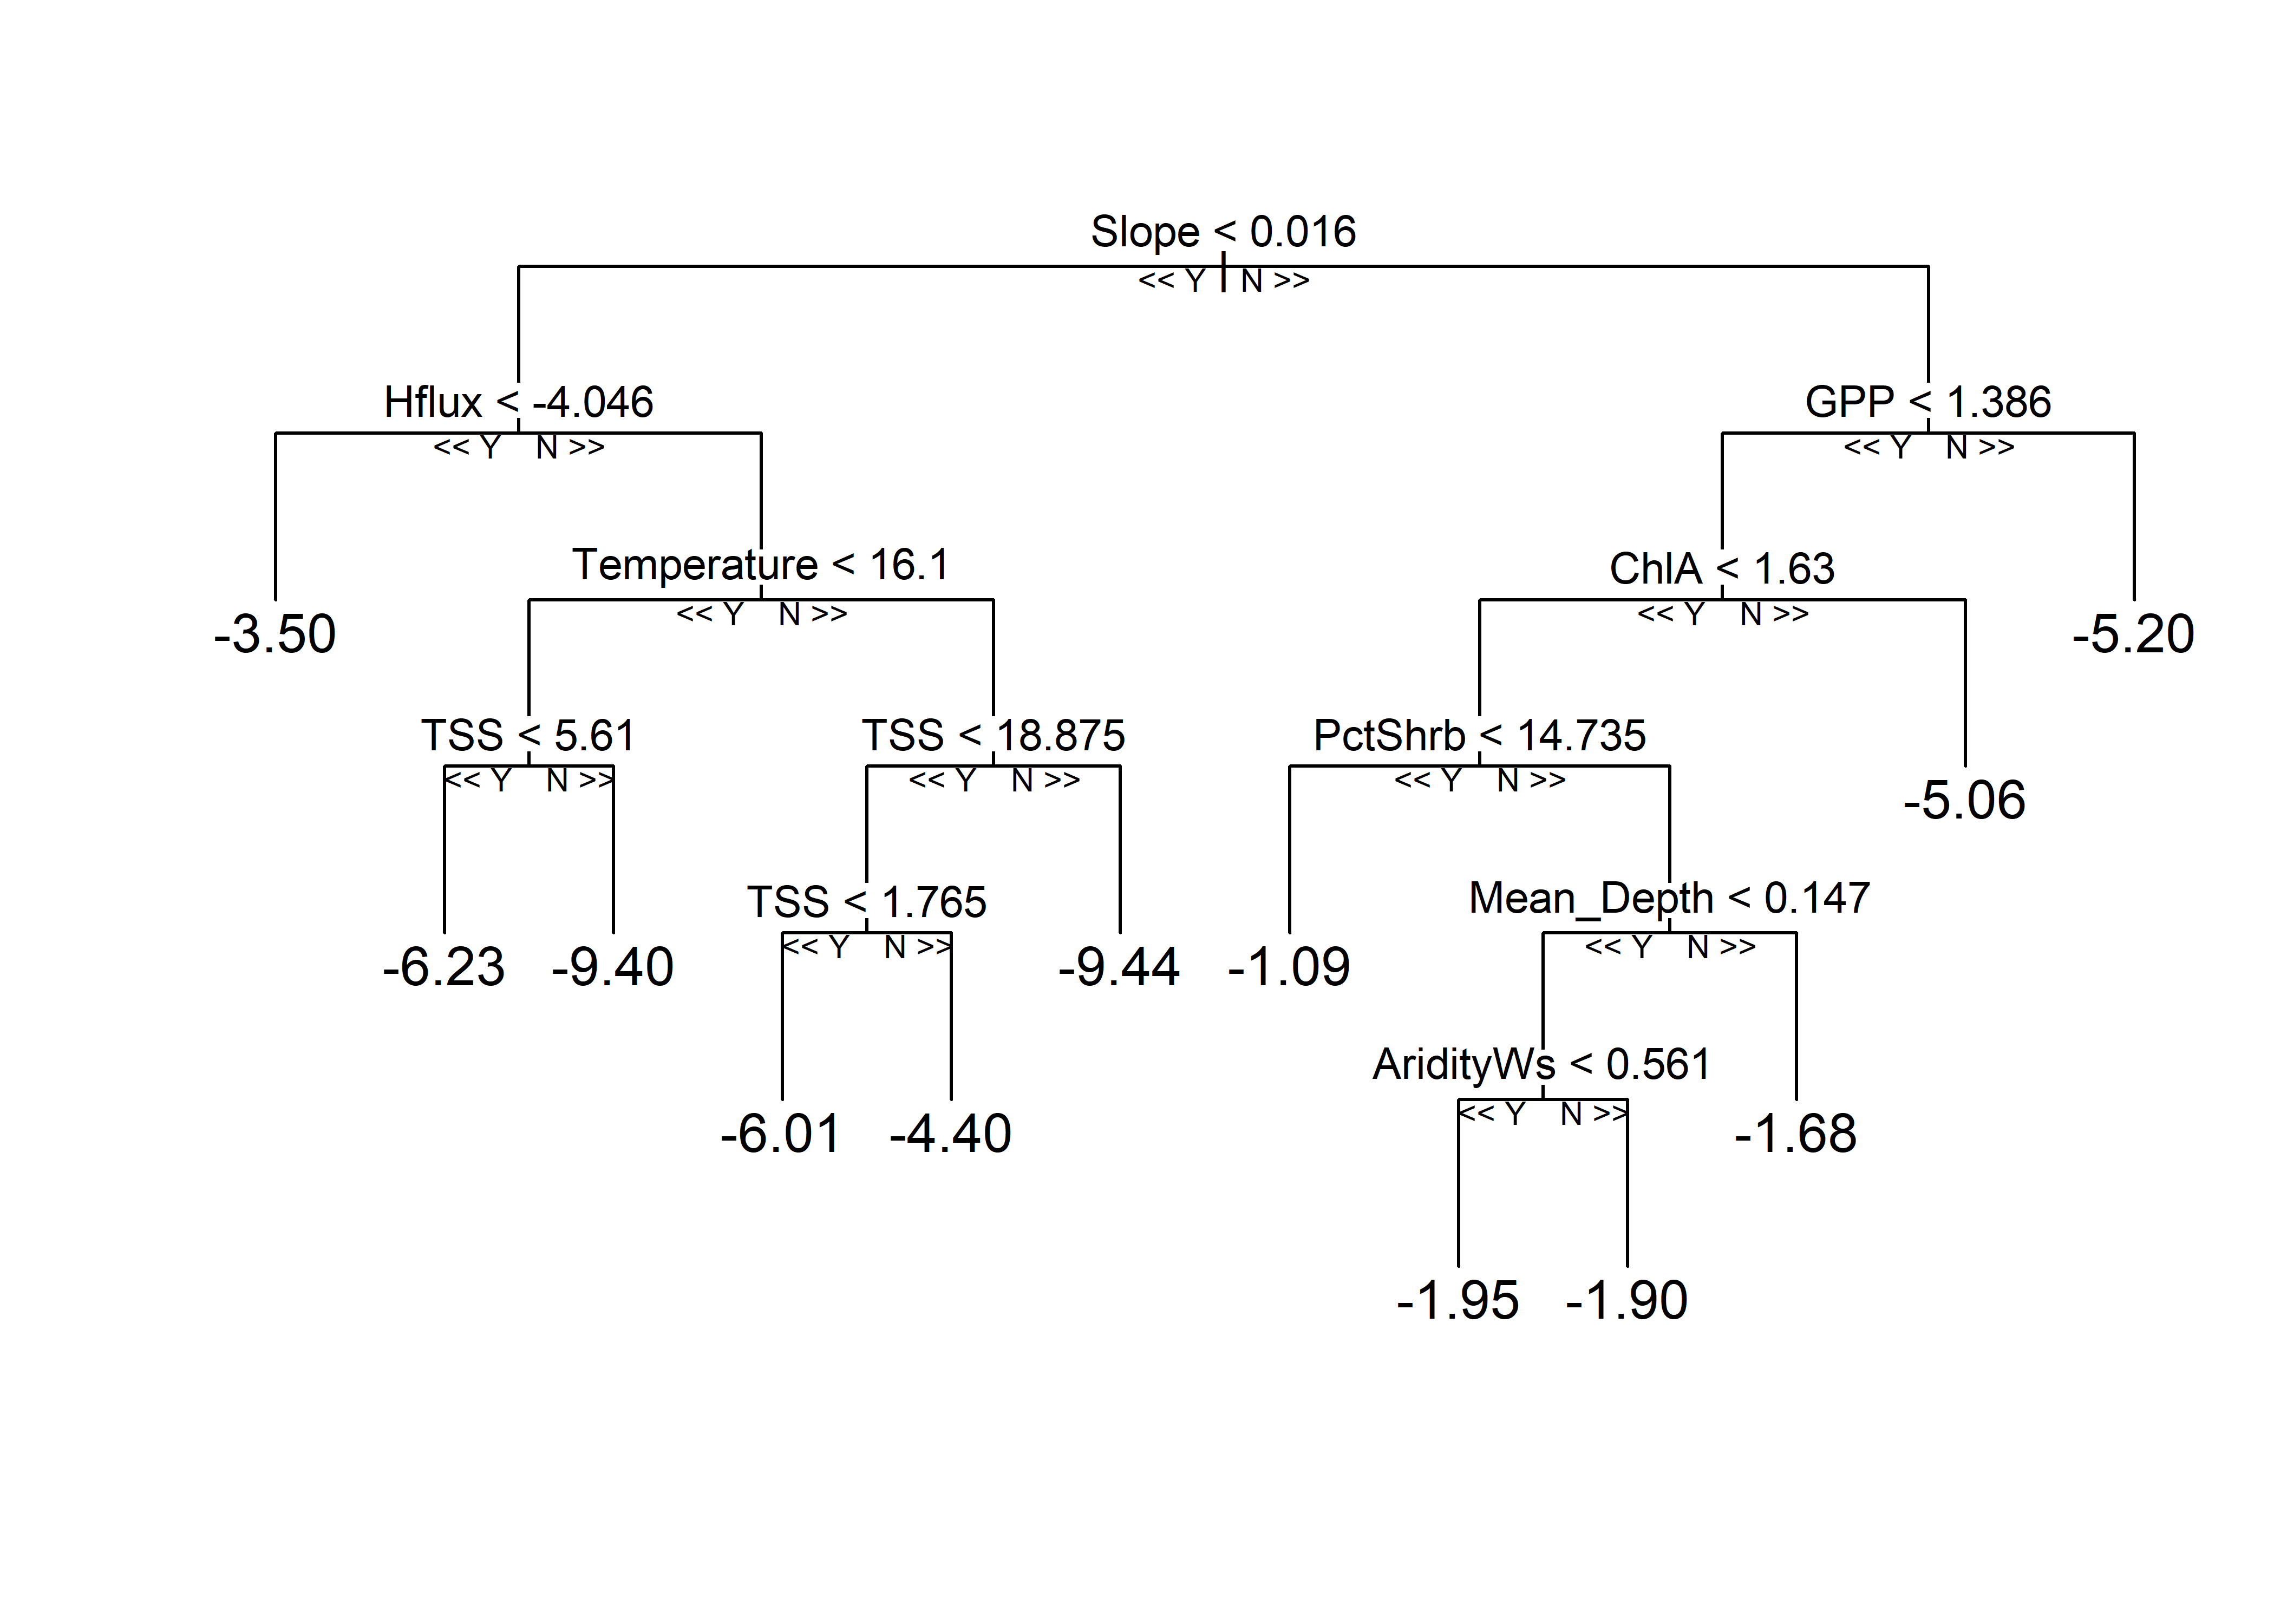 Slope < 0.016
<< Y N >>
Hflux < -4.046
GPP < 1.386
<< Y N >>
<< Y N >>
Temperature < 16.1
ChlA < 1.63
<< Y N >>
<< Y N >>
-3.50
-5.20
TSS < 5.61
TSS < 18.875
PctShrb < 14.735
<< Y N >>
<< Y N >>
<< Y N >>
-5.06
TSS < 1.765
Mean_Depth < 0.147
<< Y N >>
<< Y N >>
-6.23
-9.40
-9.44
-1.09
AridityWs < 0.561
<< Y N >>
-6.01
-4.40
-1.68
-1.95
-1.90